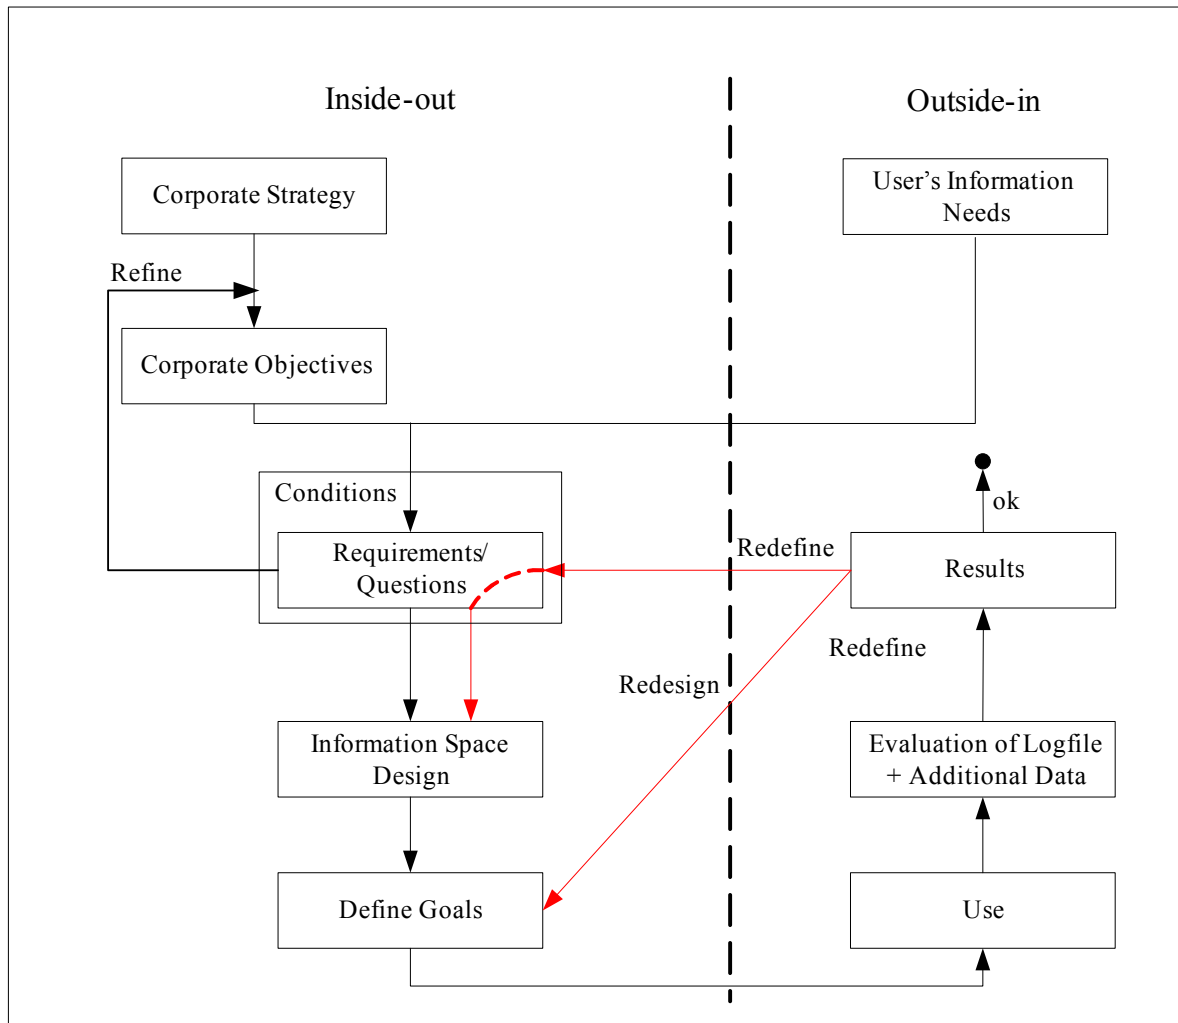 Inside-out
Outside-in
Corporate Strategy
User’s Information
Needs
Refine
Corporate Objectives
Conditions
ok
Requirements/
Questions
Redefine
Results
Redefine
Redesign
Information Space
Design
Evaluation of Logfile
+ Additional Data
Define Goals
Use